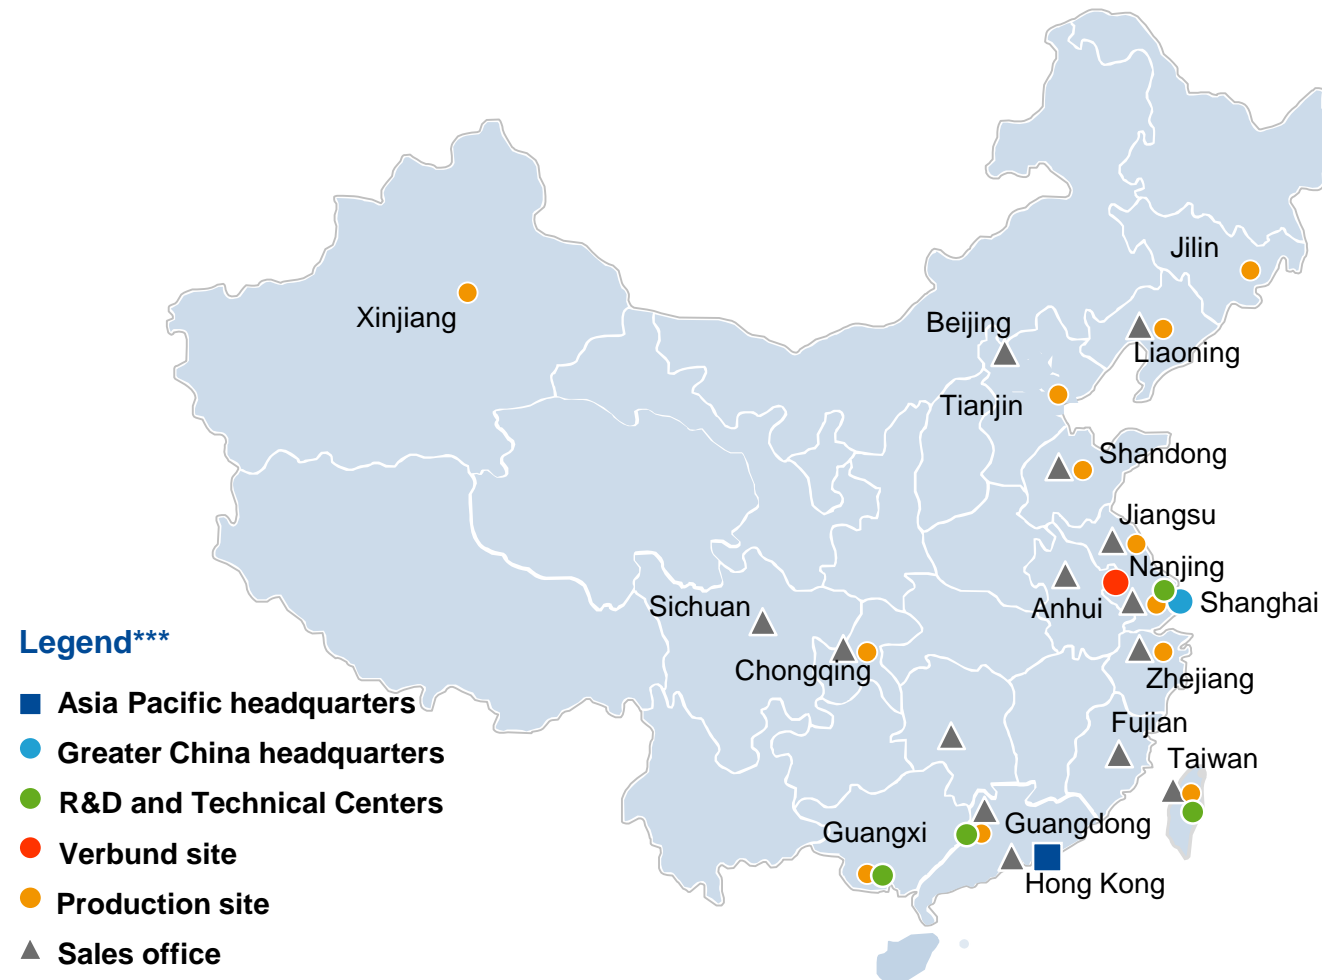 Jilin
Xinjiang
Beijing
Liaoning
Tianjin
Shandong
Jiangsu
Nanjing
Sichuan
Anhui
Shanghai
Chongqing
Zhejiang
Fujian
Taiwan
Guangxi
Guangdong
Hong Kong
Legend***
Asia Pacific headquarters
Greater China headquarters
R&D and Technical Centers
Verbund site
Production site
Sales office